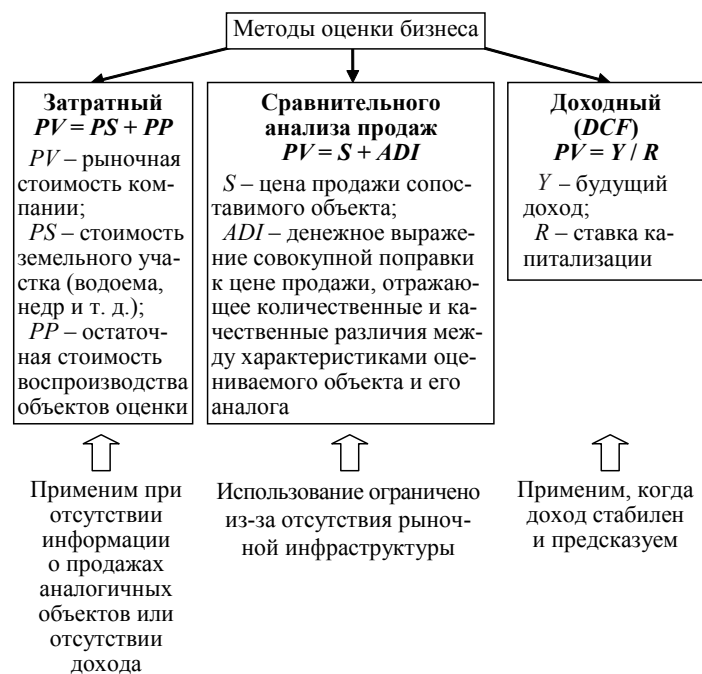 Методы оценки бизнеса
Затратный
PV = PS + PP
PV – рыночная
стоимость ком-
пании;
PS – стоимость
земельного уча-
стка (водоема,
недр и т. д.);
PP – остаточ-
ная стоимость
воспроизводства
объектов оценки
Сравнительного
анализа продаж
PV = S + ADI
S – цена продажи сопос-
тавимого объекта;
ADI – денежное выраже-
ние совокупной поправки
к цене продажи, отражаю-
щее количественные и ка-
чественные различия меж-
ду характеристиками оце-
ниваемого объекта и его
аналога
Доходный
(DCF)
PV = Y / R
Y – будущий
доход;
R – ставка ка-
питализации
Применим при
отсутствии
информации
о продажах
аналогичных
объектов или
отсутствии
дохода
Использование ограничено
из-за отсутствия рыноч-
ной инфраструктуры
Применим, когда
доход стабилен
и предсказуем